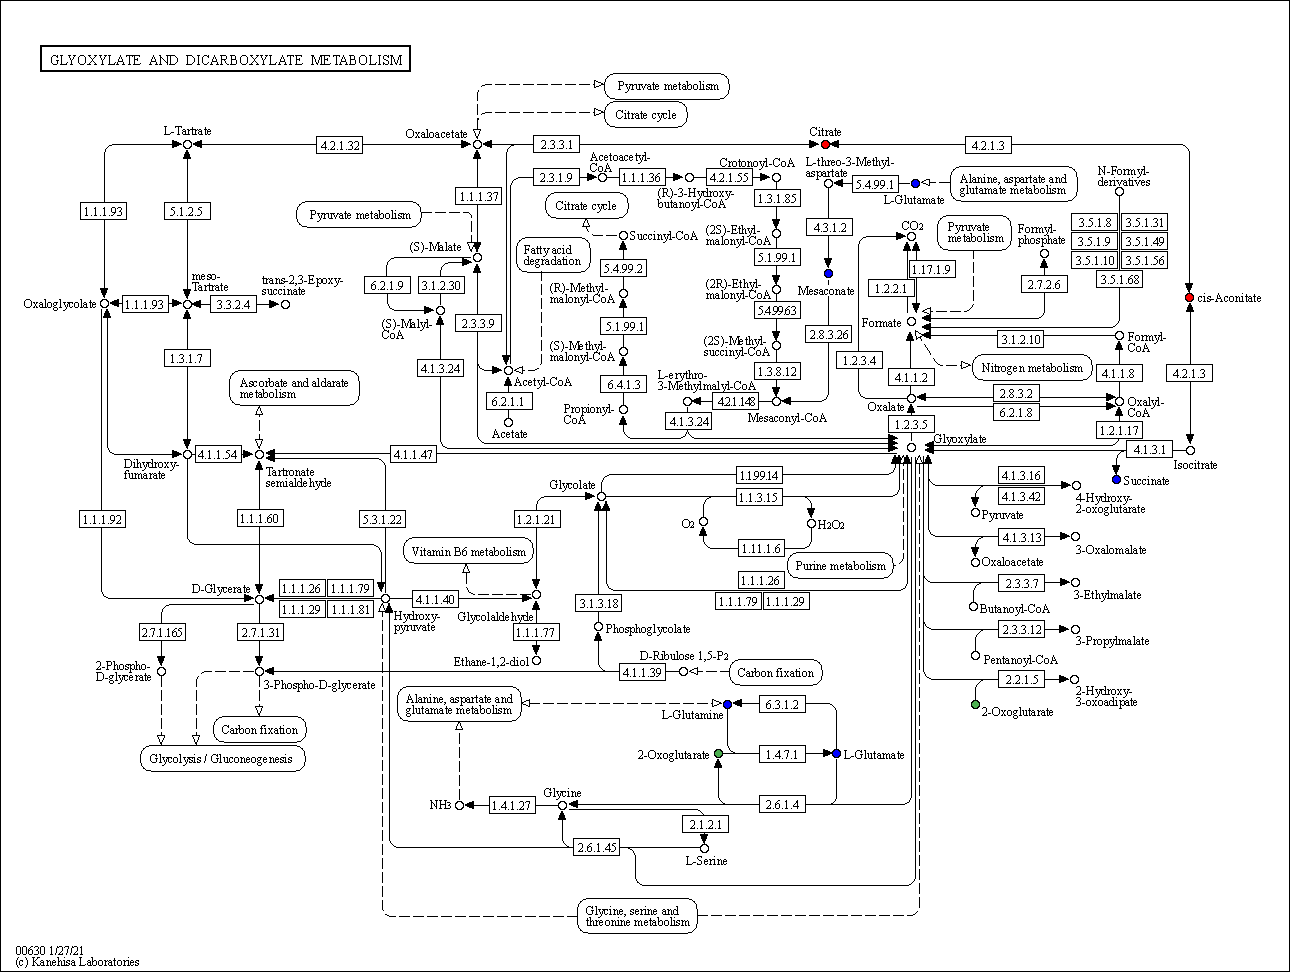 GLYOXYLATE AND DICARBOXYLATE METABOLISM
Pyruvate metabolism
Citrate cycle
L-Tartrate
4.2.1.32
Oxaloacetate
2.3.3.1
Citrate
4.2.1.3
Acetoacetyl-
CoA
2.3.1.9
1.1.1.36
4.2.1.55
Crotonoyl-CoA
(R)-3-Hydroxy-
butanoyl-CoA
L-threo-3-Methyl-
aspartate
5.4.99.1
L-Glutamate
Alanine, aspartate and
glutamate metabolism
N-Formyl-
derivatives
1.1.1.93
5.1.2.5
1.1.1.37
Pyruvate metabolism
Citrate cycle
1.3.1.85
4.3.1.2
CO2
Pyruvate
metabolism
Formyl-
phosphate
3.5.1.8
3.5.1.31
3.5.1.9
3.5.1.49
3.5.1.10
3.5.1.56
3.5.1.68
(S)-Malate
Fatty acid
degradation
Succinyl-CoA
(2S)-Ethyl-
malonyl-CoA
5.4.99.2
5.1.99.1
1.17.1.9
1.2.2.1
2.7.2.6
meso-
Tartrate
trans-2,3-Epoxy-
succinate
6.2.1.9
3.1.2.30
(R)-Methyl-
malonyl-CoA
(2R)-Ethyl-
malonyl-CoA
Mesaconate
Oxaloglycolate
1.1.1.93
3.3.2.4
cis-Aconitate
(S)-Malyl-
CoA
2.3.3.9
5.1.99.1
5.4.99.63
2.8.3.26
Formate
3.1.2.10
Formyl-
CoA
1.3.1.7
4.1.3.24
(S)-Methyl-
malonyl-CoA
(2S)-Methyl-
succinyl-CoA
1.2.3.4
Nitrogen metabolism
Acetyl-CoA
6.4.1.3
L-erythro-
3-Methylmalyl-CoA
1.3.8.12
4.1.1.2
4.1.1.8
4.2.1.3
Ascorbate and aldarate
metabolism
6.2.1.1
Acetate
Propionyl-
CoA
4.2.1.148
4.1.3.24
Mesaconyl-CoA
Oxalate
2.8.3.2
6.2.1.8
Oxalyl-
CoA
1.2.3.5
1.2.1.17
Glyoxylate
Dihydroxy-
fumarate
4.1.1.54
Tartronate
semialdehyde
4.1.1.47
4.1.3.1
Isocitrate
Succinate
Glycolate
1.1.99.14
1.1.3.15
4.1.3.16
4.1.3.42
4-Hydroxy-
2-oxoglutarate
Pyruvate
1.1.1.92
1.1.1.60
5.3.1.22
1.2.1.21
O2
H2O2
1.11.1.6
4.1.3.13
3-Oxalomalate
Oxaloacetate
Vitamin B6 metabolism
Purine metabolism
D-Glycerate
1.1.1.26
1.1.1.79
1.1.1.29
1.1.1.81
Hydroxy-
pyruvate
4.1.1.40
Glycolaldehyde
3.1.3.18
1.1.1.26
1.1.1.79
1.1.1.29
2.3.3.7
3-Ethylmalate
Butanoyl-CoA
2.7.1.165
2.7.1.31
1.1.1.77
Phosphoglycolate
2.3.3.12
3-Propylmalate
Pentanoyl-CoA
2-Phospho-
D-glycerate
3-Phospho-D-glycerate
Ethane-1,2-diol
4.1.1.39
D-Ribulose 1,5-P2
Carbon fixation
2.2.1.5
2-Hydroxy-
3-oxoadipate
2-Oxoglutarate
Carbon fixation
Glycolysis / Gluconeogenesis
Alanine, aspartate and
glutamate metabolism
L-Glutamine
6.3.1.2
2-Oxoglutarate
1.4.7.1
L-Glutamate
NH3
1.4.1.27
Glycine
2.6.1.4
2.1.2.1
2.6.1.45
L-Serine
Glycine, serine and
threonine metabolism
00630 1/27/21
(c) Kanehisa Laboratories